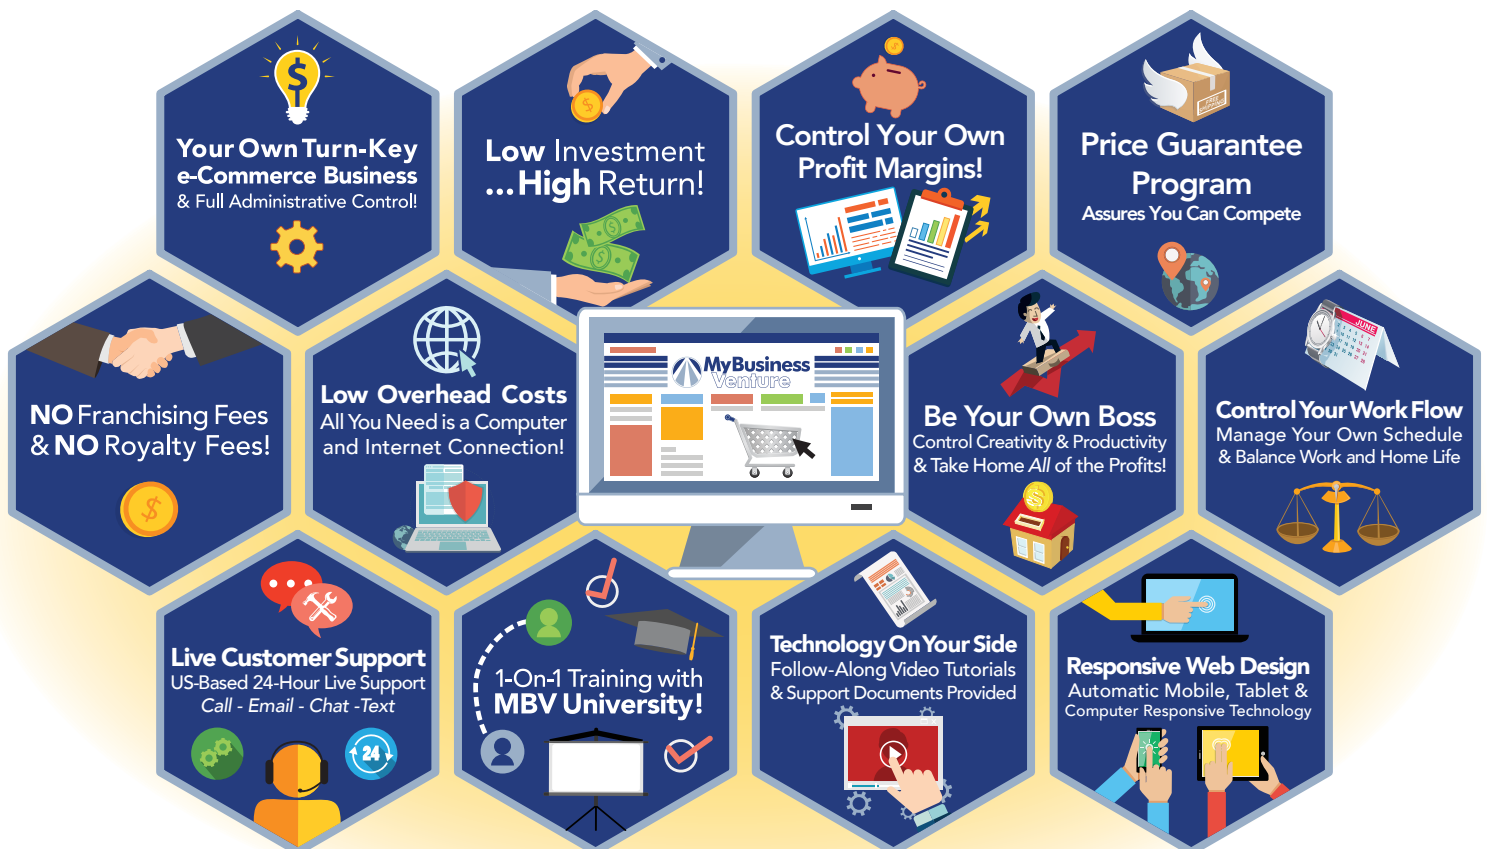 Your Own Turn-Key
e-Commerce Business
& Full Administrative Control!
Low Investment
...High Return!
Control Your Own
Profit Margins!
FREE
SHIPPING
Price Guarantee
Program
Assures You Can Compete
NO Franchising Fees
& NO Royalty Fees!
Low Overhead Costs
All You Need is a Computer
and Internet Connection!
MyBusiness
Venture
Be Your Own Boss
Control Creativity & Productivity
& Take Home All of the Profits!
JUNE
Control Your Work Flow
Manage Your Own Schedule
& Balance Work and Home Life
Live Customer Support
US-Based 24-Hour Live Support
Call - Email - Chat -Text
24
1-On-1 Training with
MBV University!
Technology On Your Side
Follow-Along Video Tutorials
& Support Documents Provided
Responsive Web Design
Automatic Mobile, Tablet &
Computer Responsive Technology